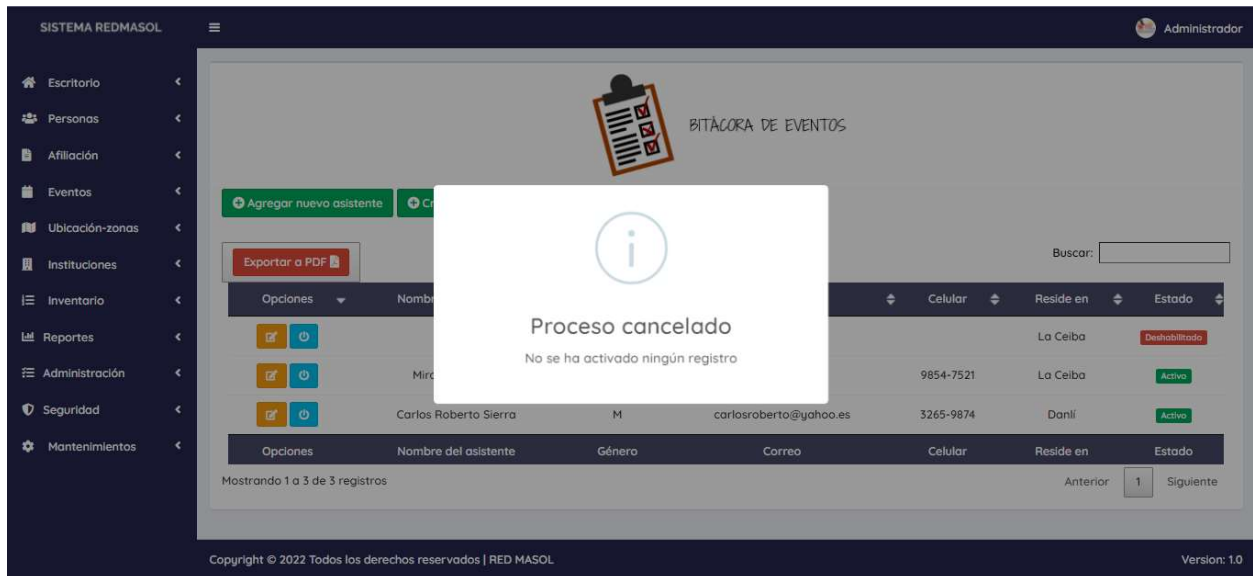 SISTEMA REDMASOL
Administrador
Escritorio
Personas
Afiliación
Eventos
Ubicación-zonas
Instituciones
Inventario
Reportes
Administración
Seguridad
Mantenimientos
BITÁCORA DE EVENTOS
Agregar nuevo asistente
Exportar a PDF
Buscar:
Opciones Celular Reside en Estado
La Ceiba Deshabilitado
9854-7521 La Ceiba Activo
Carlos Roberto Sierra M carlosroberto@yahoo.es 3265-9874 Danlí Activo
Opciones Nombre del asistente Género Correo Celular Reside en Estado
Mostrando 1 a 3 de 3 registros
Anterior 1 Siguiente
Proceso cancelado
No se ha activado ningún registro
Copyright © 2022 Todos los derechos reservados | RED MASOL
Version: 1.0